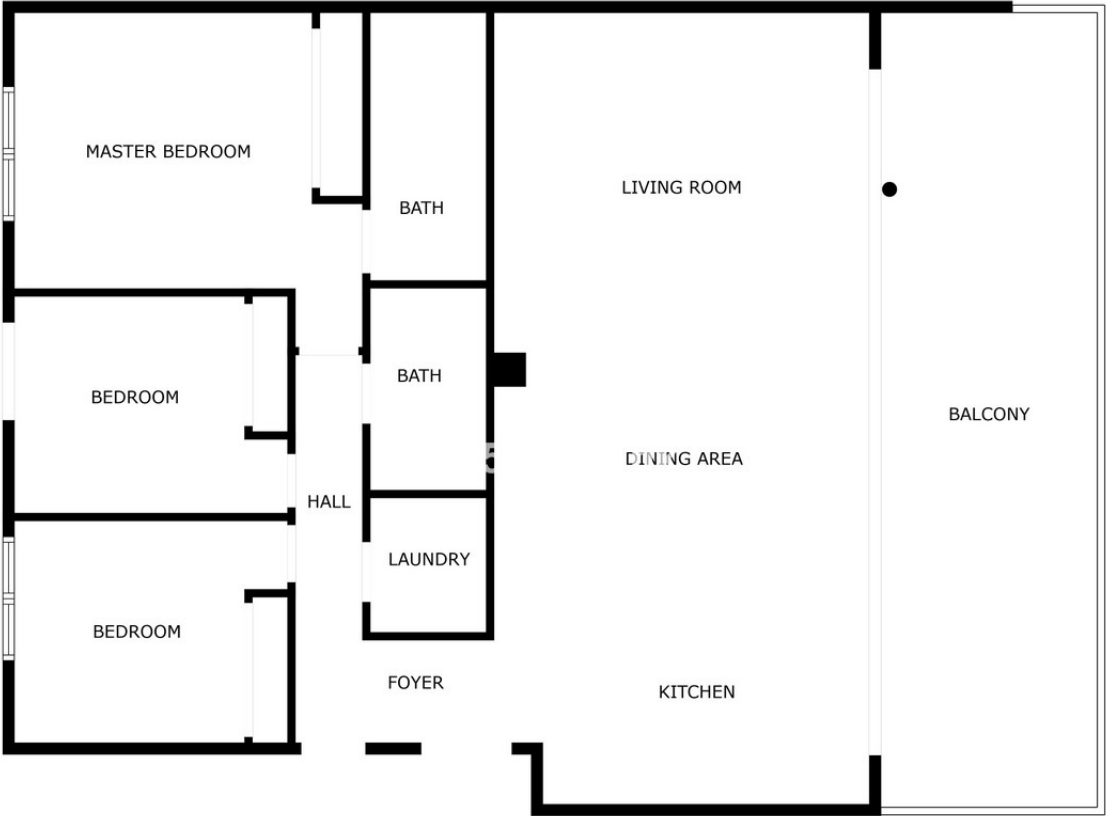 MASTER BEDROOM
BATH
LIVING ROOM
BATH
BEDROOM
BALCONY
DINING AREA
HALL
LAUNDRY
BEDROOM
FOYER
KITCHEN